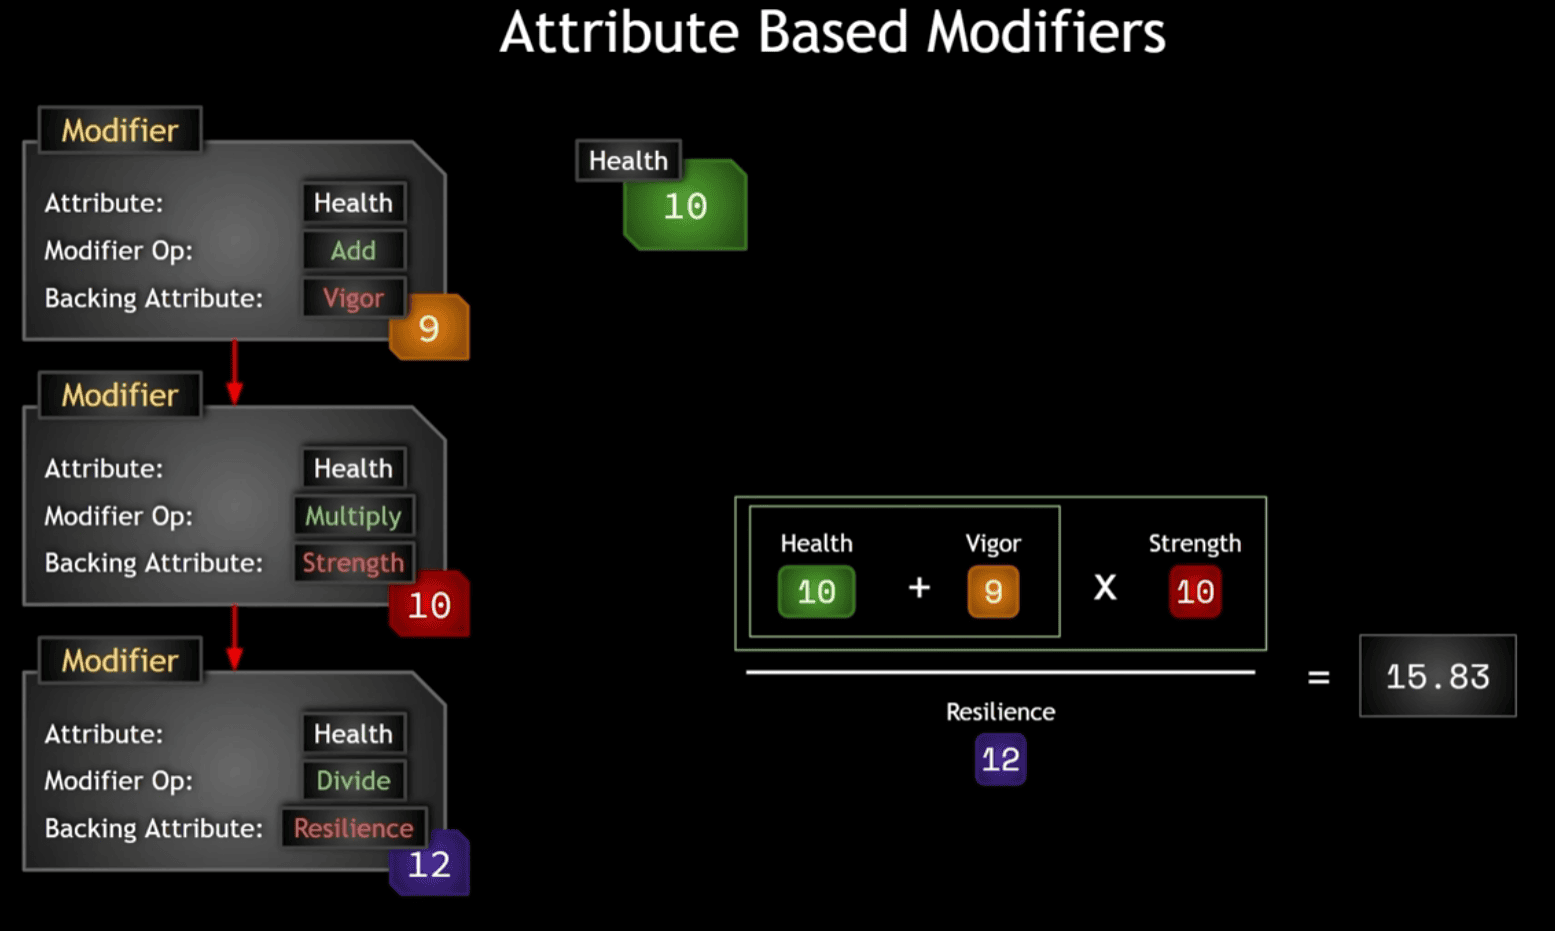 Attribute Based Modifiers
Modifier
Attribute: Health
Modifier Op: Add
Backing Attribute: Vigor
9
Modifier
Attribute: Health
Modifier Op: Multiply
Backing Attribute: Strength
10
Modifier
Attribute: Health
Modifier Op: Divide
Backing Attribute: Resilience
12
Health
10
Health Vigor Strength
10 + 9 X 10
= 15.83
Resilience
12